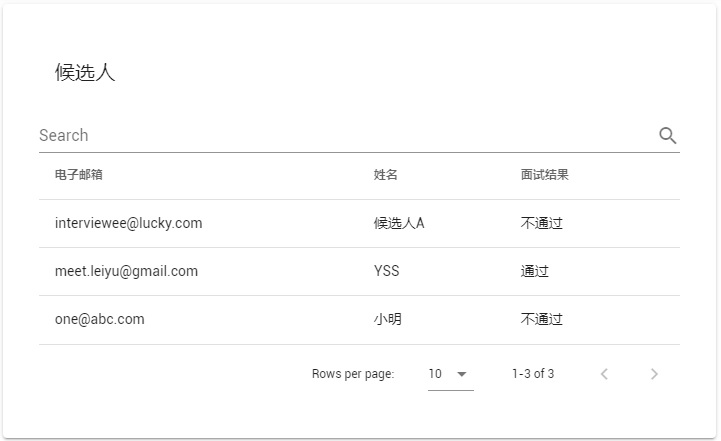 候选人
Search
电子邮箱 姓名 面试结果
interviewee@lucky.com 候选人A 不通过
meet.leiyu@gmail.com YSS 通过
one@abc.com 小明 不通过
Rows per page: 10 1-3 of 3